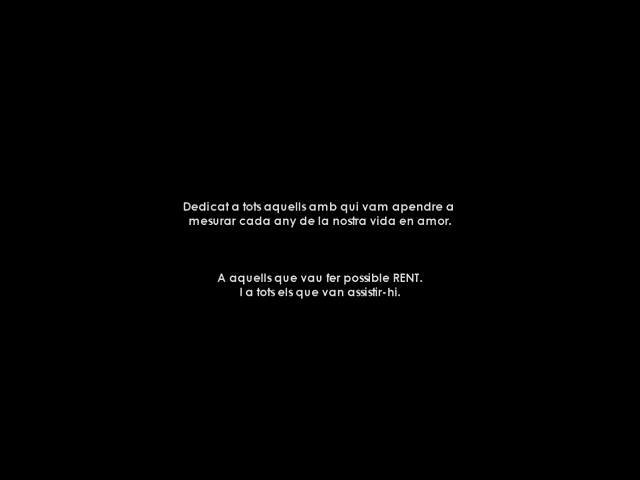 Dedicat a tots aquells amb qui vam apendre a
mesurar cada any de la nostra vida en amor.
A aquells que vau fer possible RENT.
I a tots els que van assistir-hi.